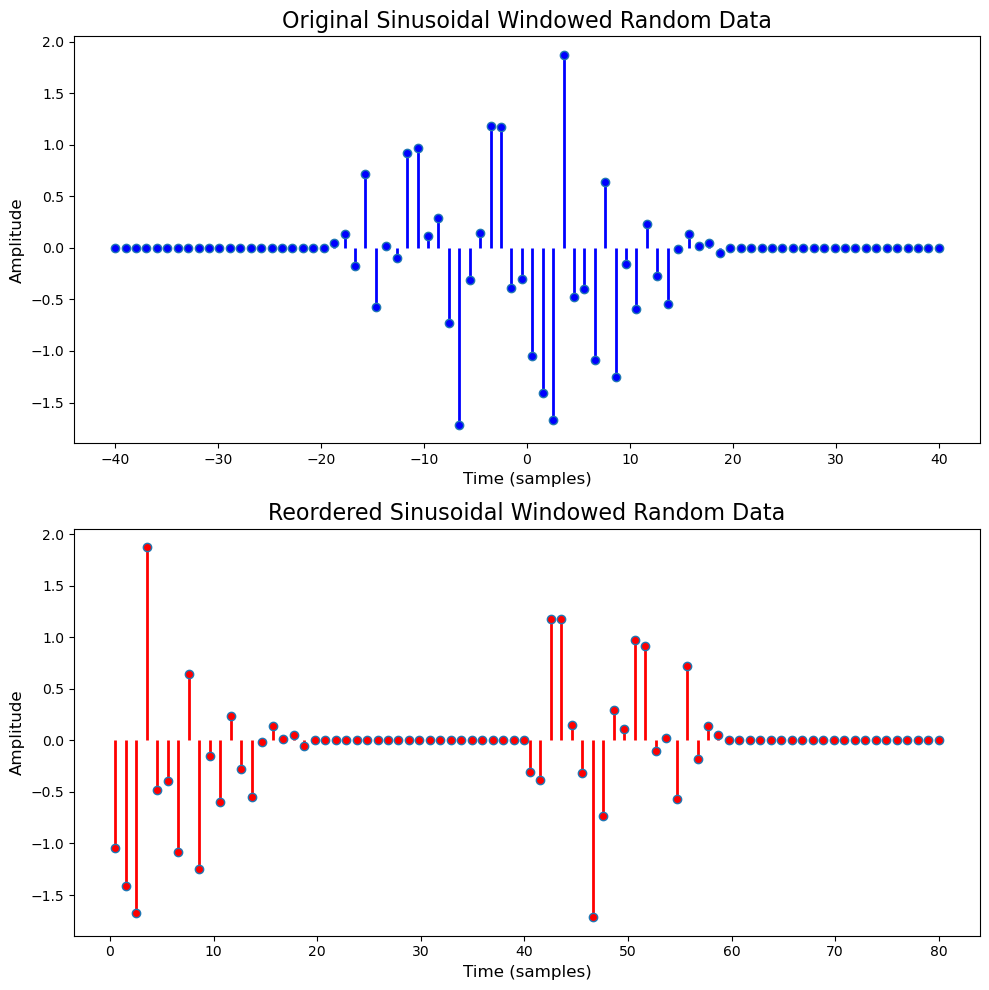 Original Sinusoidal Windowed Random Data
2.0
1.5
1.0
0.5
0.0
−0.5
−1.0
−1.5
Amplitude
−40 −30 −20 −10 0 10 20 30 40
Time (samples)
Reordered Sinusoidal Windowed Random Data
2.0
1.5
1.0
0.5
0.0
−0.5
−1.0
−1.5
Amplitude
0 10 20 30 40 50 60 70 80
Time (samples)